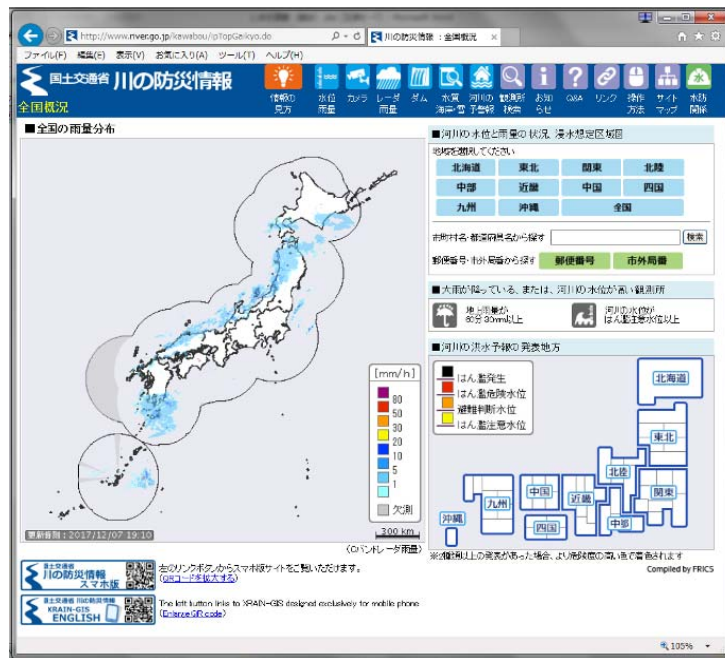 http://www.river.go.jp/kawabou/ipTopGaikyo.do
川の防災情報 : 全国概況
ファイル(F) 編集(E) 表示(V) お気に入り(A) ツール(T) ヘルプ(H)
国土交通省 川の防災情報
全国概況
情報の見方
水位雨量
カメラ
レーダ雨量
ダム
水質海岸・雪
河川の予警報
観測所検索
お知らせ
Q&A
リンク
操作方法
サイトマップ
水防関係
■全国の雨量分布
[mm/h]
80
50
30
20
10
5
1
欠測
300 km
更新時刻:2017/12/07 19:10
(Cバンドレーダ雨量)
■河川の水位と雨量の状況、浸水想定区域図
地域を選択してください
北海道 東北 関東 北陸
中部 近畿 中国 四国
九州 沖縄 全国
市町村名・都道府県名から探す 検索
郵便番号・市外局番から探す 郵便番号 市外局番
■大雨が降っている、または、河川の水位が高い観測所
地上雨量が
60分30mm以上
河川の水位が
はん濫注意水位以上
■河川の洪水予報の発表地方
はん濫発生
はん濫危険水位
避難判断水位
はん濫注意水位
北海道
東北
北陸
関東
中国
近畿
九州
中部
四国
沖縄
※2種類以上の発表があった場合、より危険度の高い色で着色されます
Compiled by FRICS
国土交通省
川の防災情報
スマホ版
左のリンクボタンからスマホ版サイトをご覧いただけます。
(QRコードを拡大する)
国土交通省 川の防災情報
XRAIN-GIS
ENGLISH
The left button links to XRAIN-GIS designed exclusively for mobile phone
(Enlarge QR code)
105%